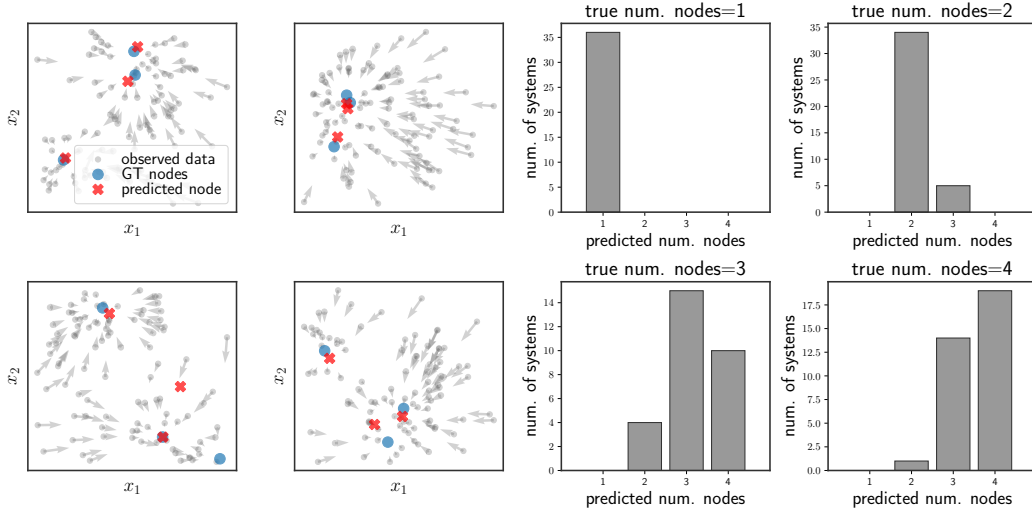 x2
x1
observed data
GT nodes
predicted node
x2
x1
true num. nodes=1
num. of systems
35
30
25
20
15
10
5
0
1 2 3 4
predicted num. nodes
true num. nodes=2
num. of systems
35
30
25
20
15
10
5
0
1 2 3 4
predicted num. nodes
x2
x1
x2
x1
true num. nodes=3
num. of systems
14
12
10
8
6
4
2
0
1 2 3 4
predicted num. nodes
true num. nodes=4
num. of systems
17.5
15.0
12.5
10.0
7.5
5.0
2.5
0.0
1 2 3 4
predicted num. nodes